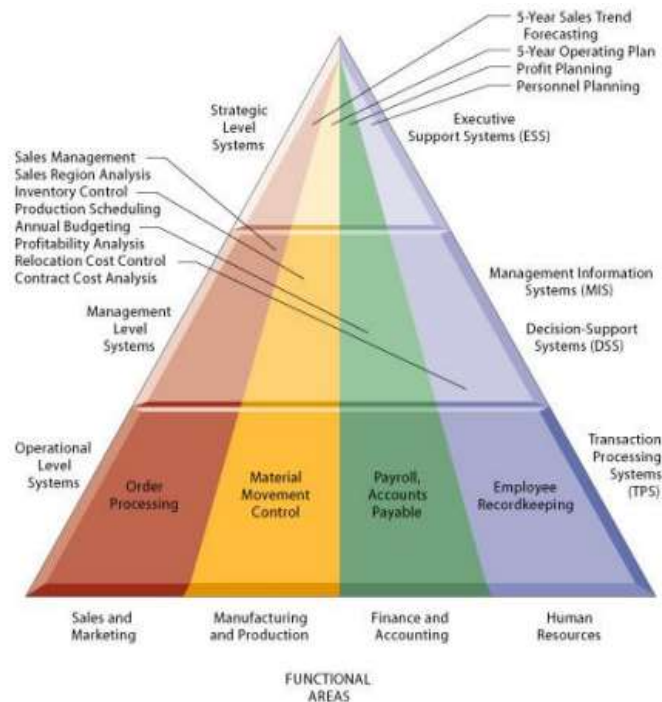 5-Year Sales Trend
Forecasting
5-Year Operating Plan
Profit Planning
Personnel Planning
Strategic
Level
Systems
Executive
Support Systems (ESS)
Sales Management
Sales Region Analysis
Inventory Control
Production Scheduling
Annual Budgeting
Profitability Analysis
Relocation Cost Control
Contract Cost Analysis
Management
Level
Systems
Management Information
Systems (MIS)
Decision-Support
Systems (DSS)
Operational
Level
Systems
Order
Processing
Material
Movement
Control
Payroll,
Accounts
Payable
Employee
Recordkeeping
Transaction
Processing
Systems
(TPS)
Sales and
Marketing
Manufacturing
and Production
Finance and
Accounting
Human
Resources
FUNCTIONAL
AREAS